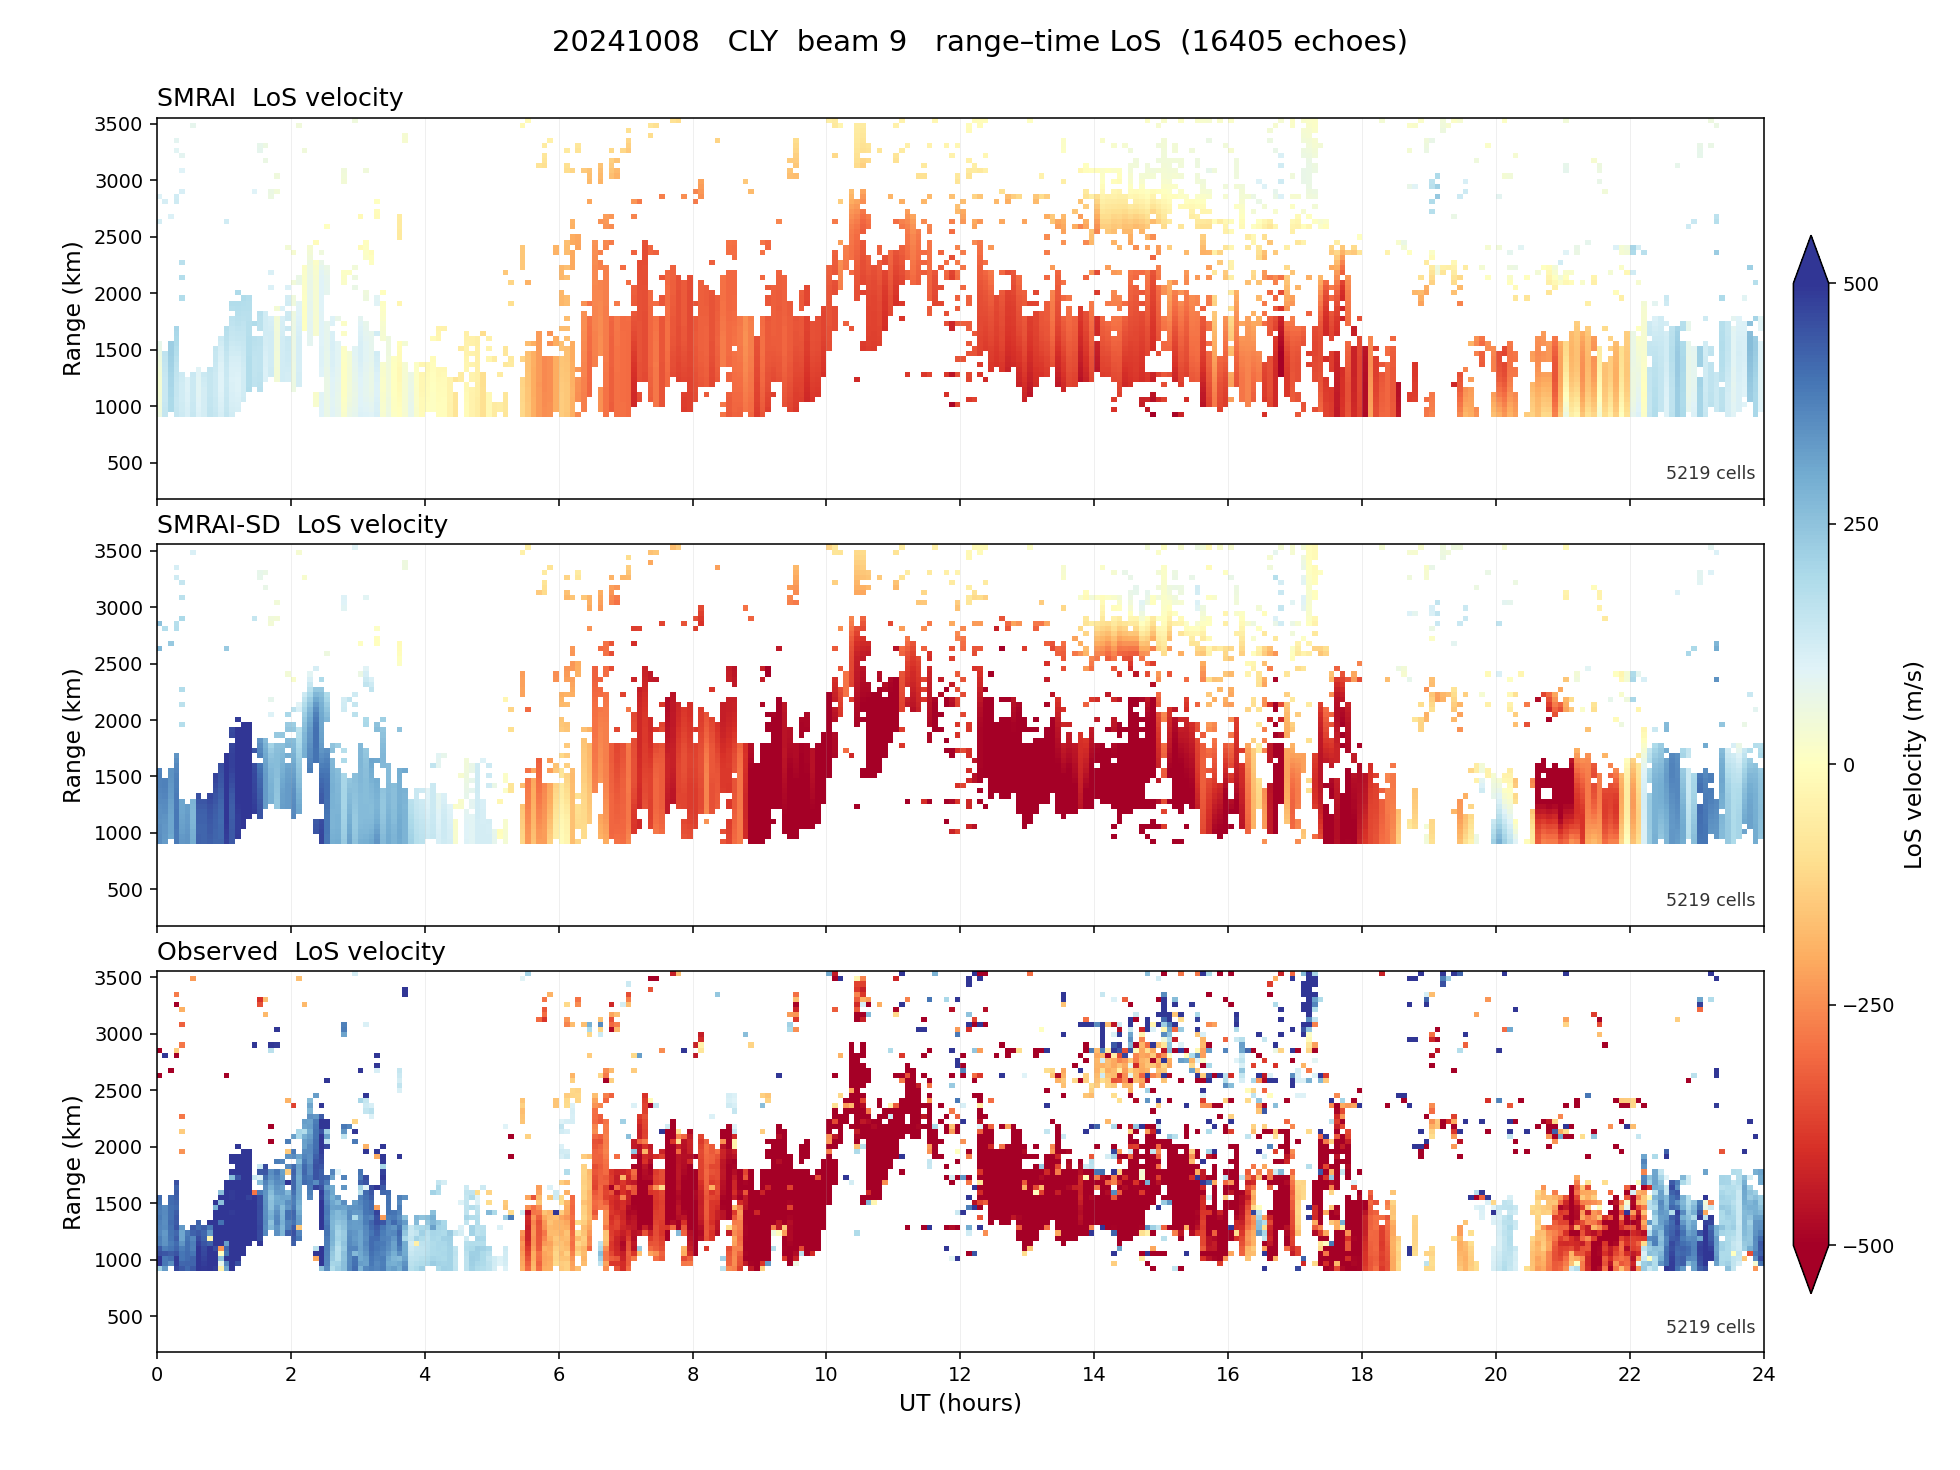 20241008   CLY  beam 9   range–time LoS  (16405 echoes)
SMRAI  LoS velocity
3500
3000
2500
2000
1500
1000
500
Range (km)
5219 cells
SMRAI-SD  LoS velocity
3500
3000
2500
2000
1500
1000
500
Range (km)
5219 cells
Observed  LoS velocity
3500
3000
2500
2000
1500
1000
500
Range (km)
5219 cells
0 2 4 6 8 10 12 14 16 18 20 22 24
UT (hours)
500
250
0
−250
−500
LoS velocity (m/s)